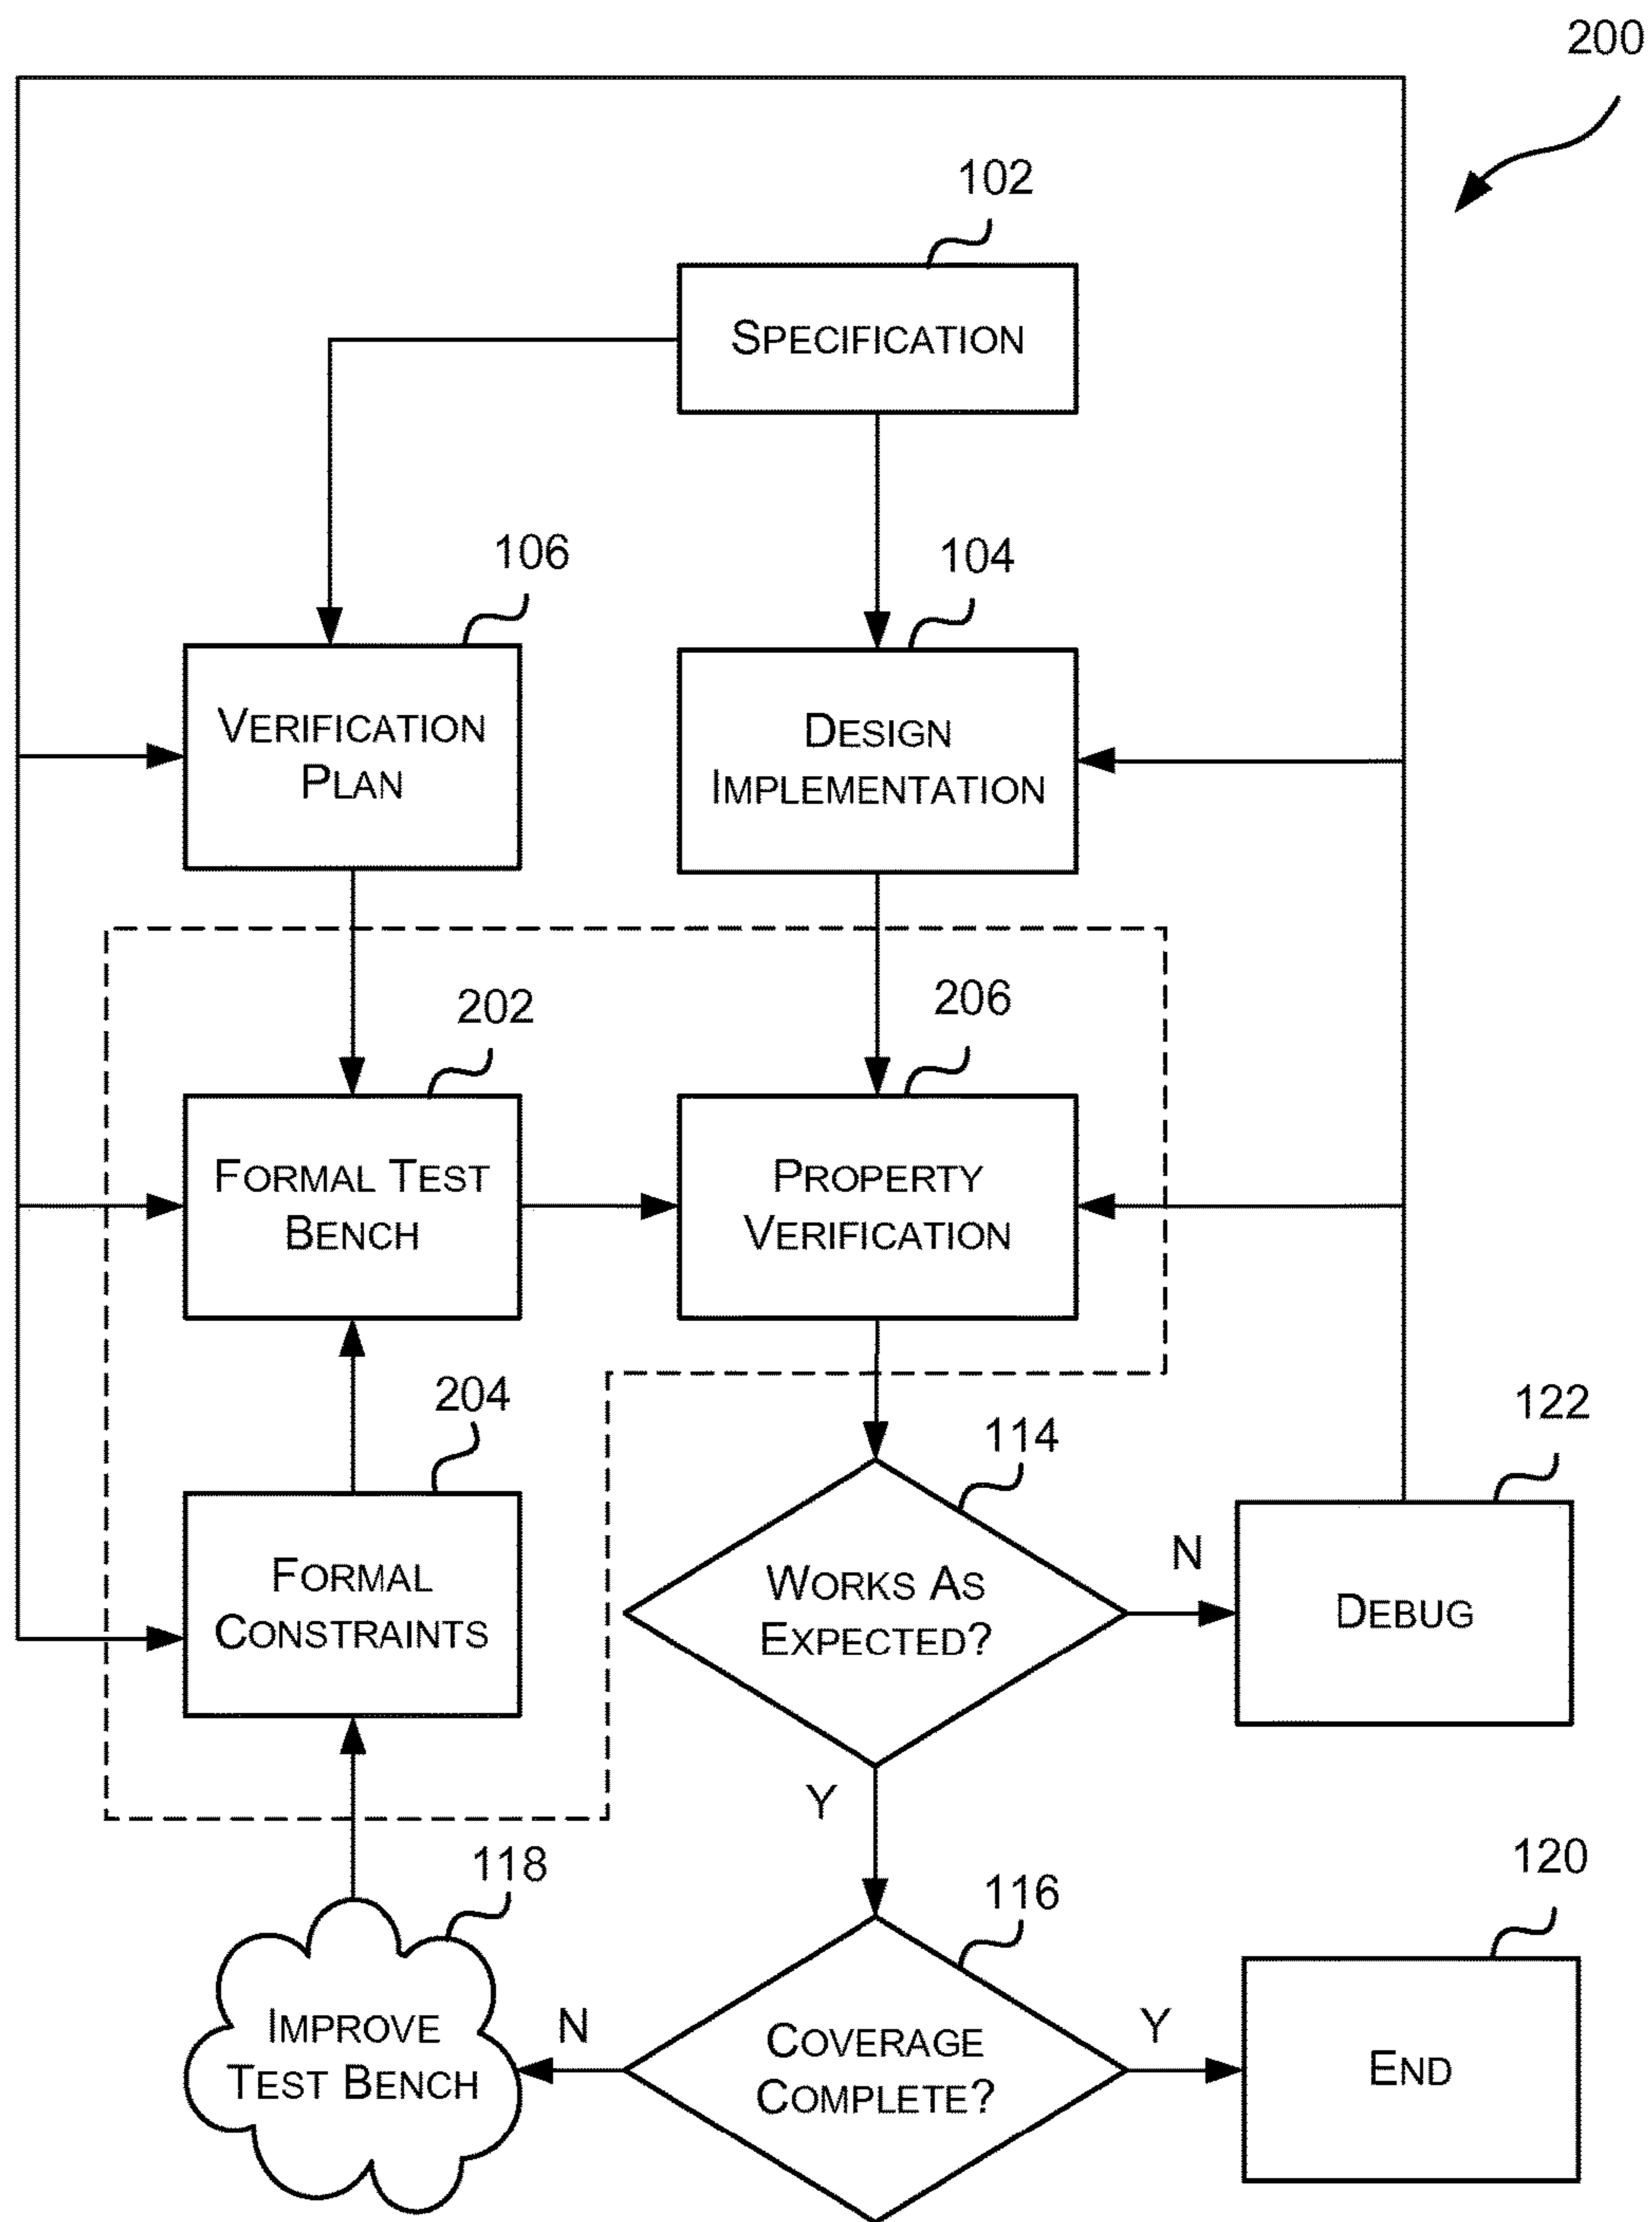 200
102
SPECIFICATION
106
104
VERIFICATION
PLAN
DESIGN
IMPLEMENTATION
202
206
FORMAL TEST
BENCH
PROPERTY
VERIFICATION
204
114
122
FORMAL
CONSTRAINTS
WORKS AS
EXPECTED?
N
DEBUG
Y
118
116
120
IMPROVE
TEST BENCH
N
COVERAGE
COMPLETE?
Y
END